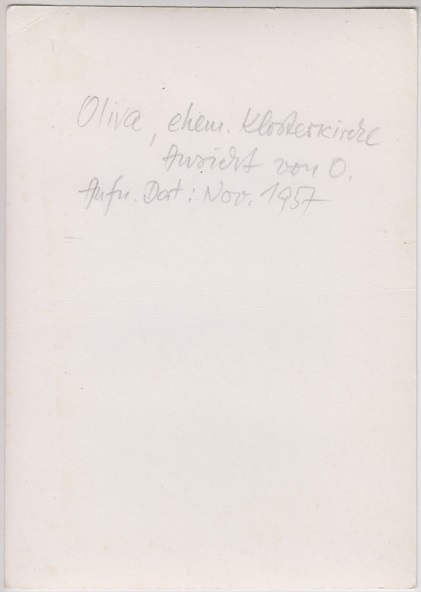 Oliva, ehem. Klosterkirche
Ansicht von O.
Aufn. Dat: Nov. 1957